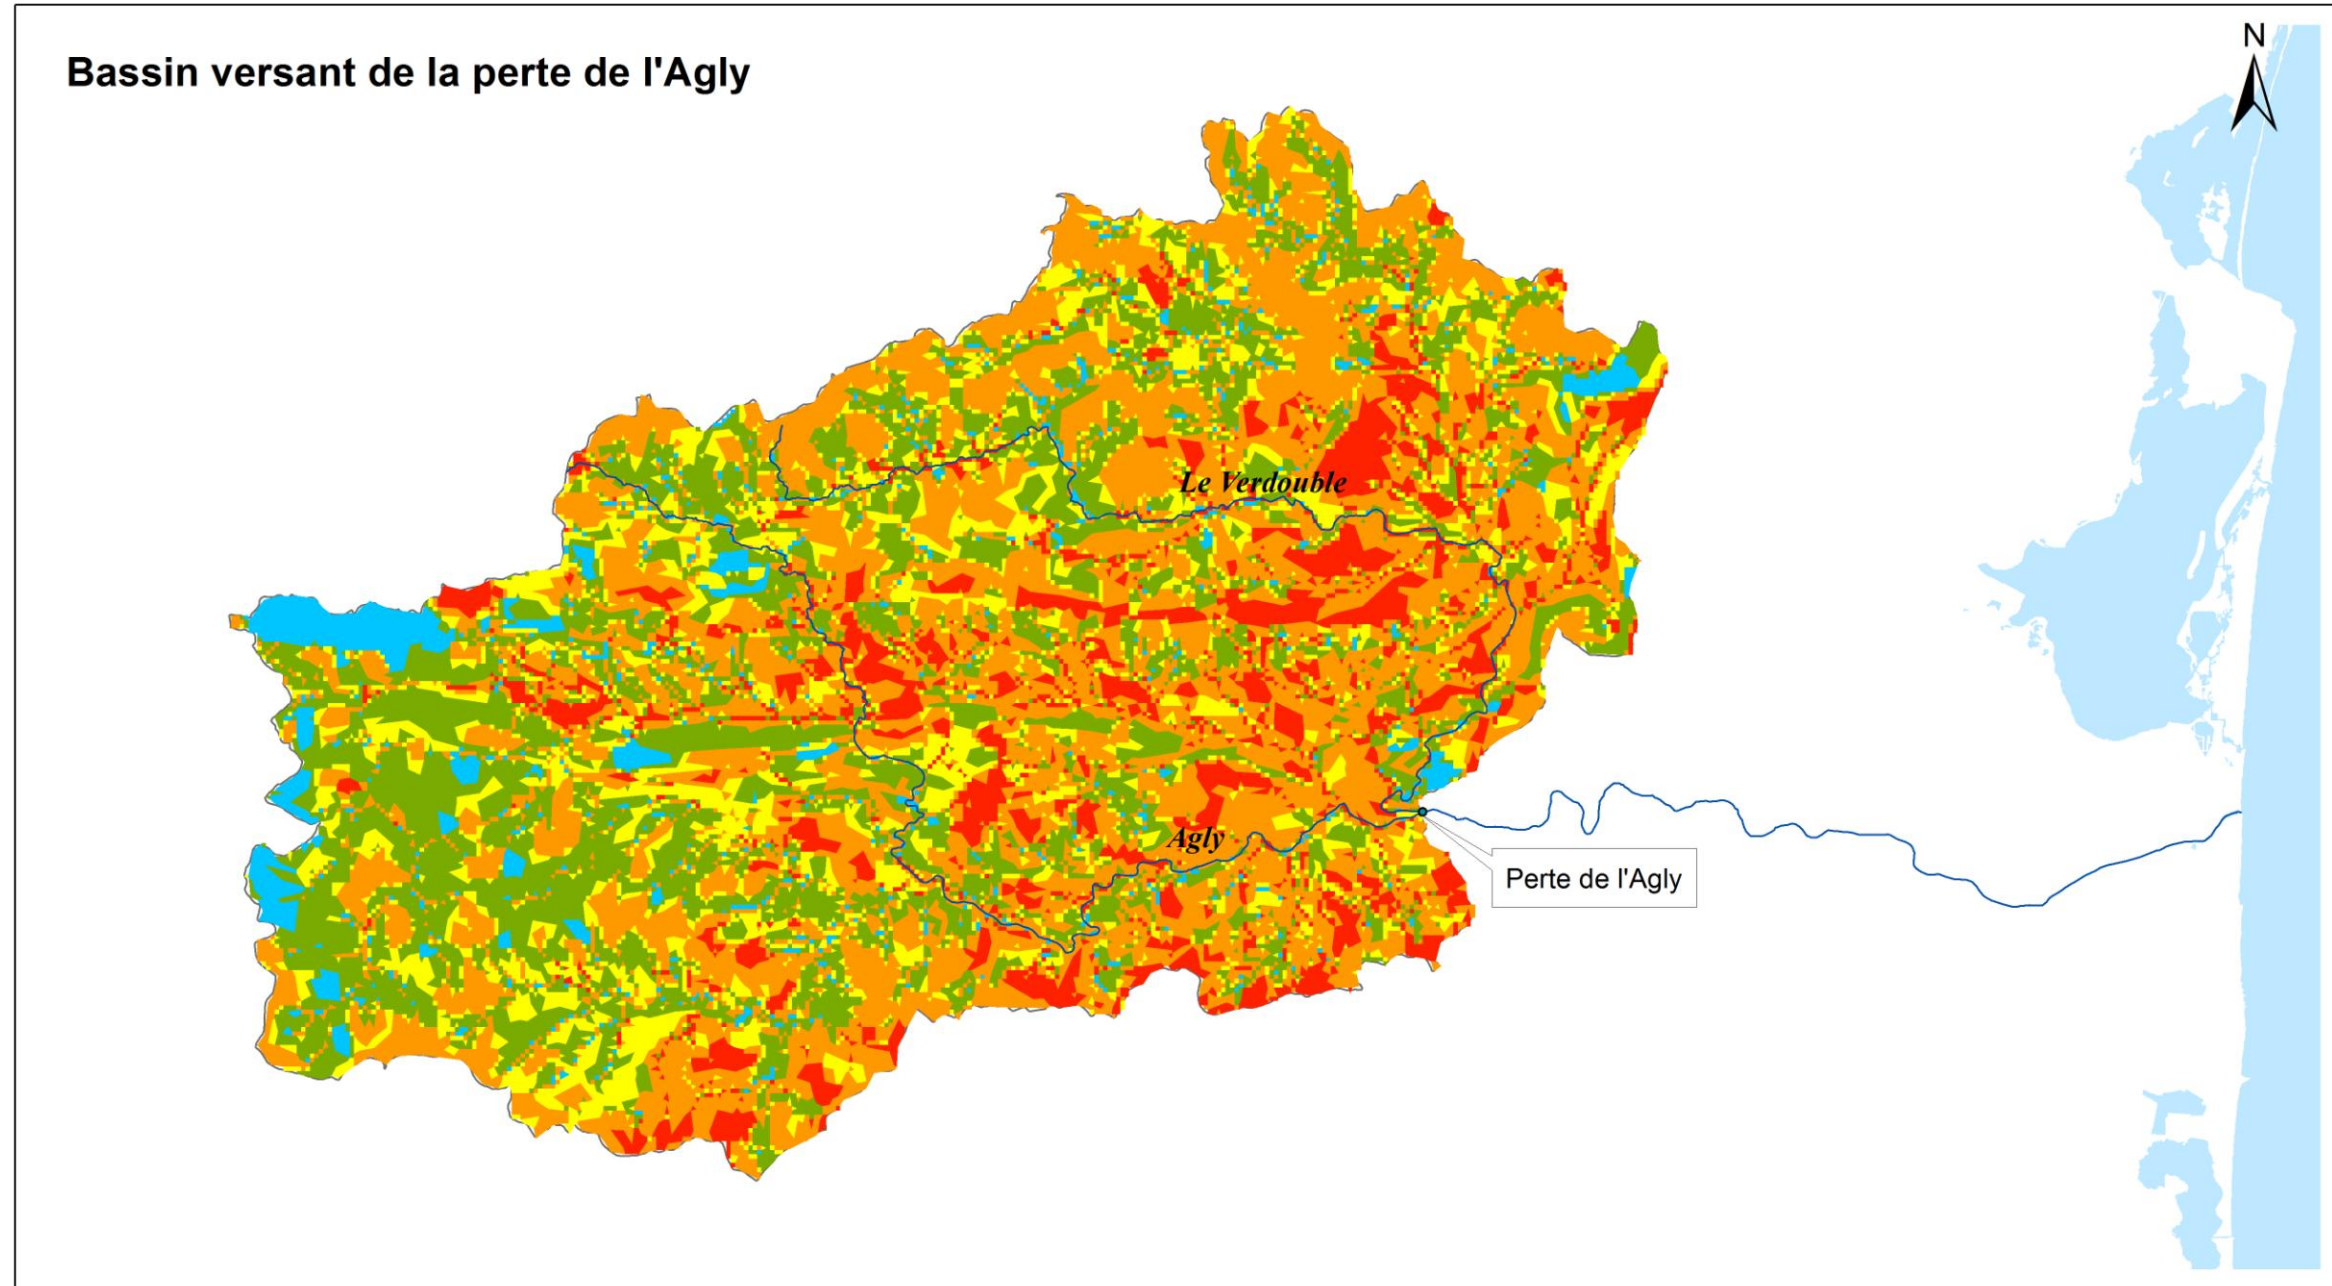 N
Bassin versant de la perte de l'Agly
Le Verdouble
Agly
Perte de l'Agly